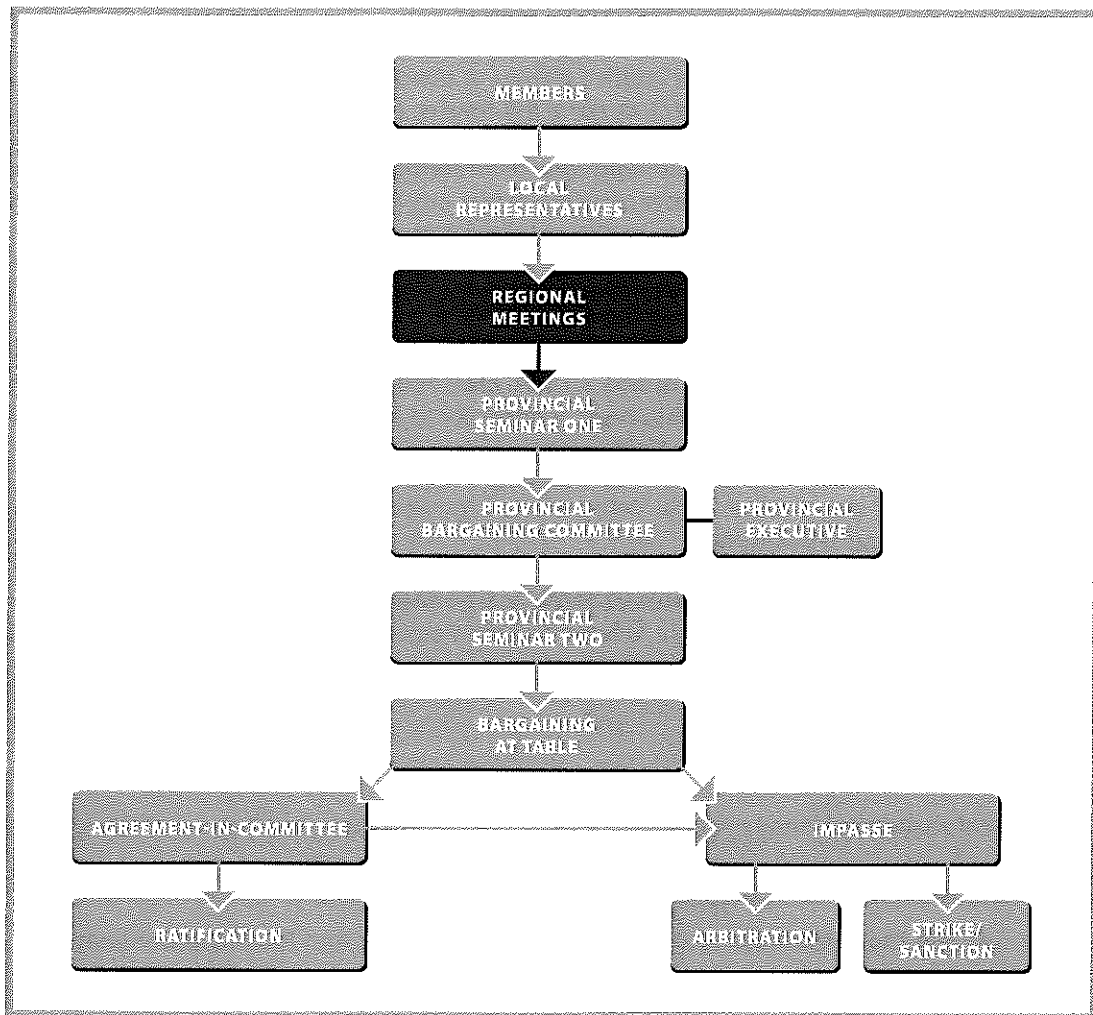 MEMBERS
LOCAL
REPRESENTATIVES
REGIONAL
MEETINGS
PROVINCIAL
SEMINAR ONE
PROVINCIAL
BARGAINING COMMITTEE
PROVINCIAL
EXECUTIVE
PROVINCIAL
SEMINAR TWO
BARGAINING
AT TABLE
AGREEMENT-IN-COMMITTEE
IMPASSE
RATIFICATION
ARBITRATION
STRIKE/
SANCTION